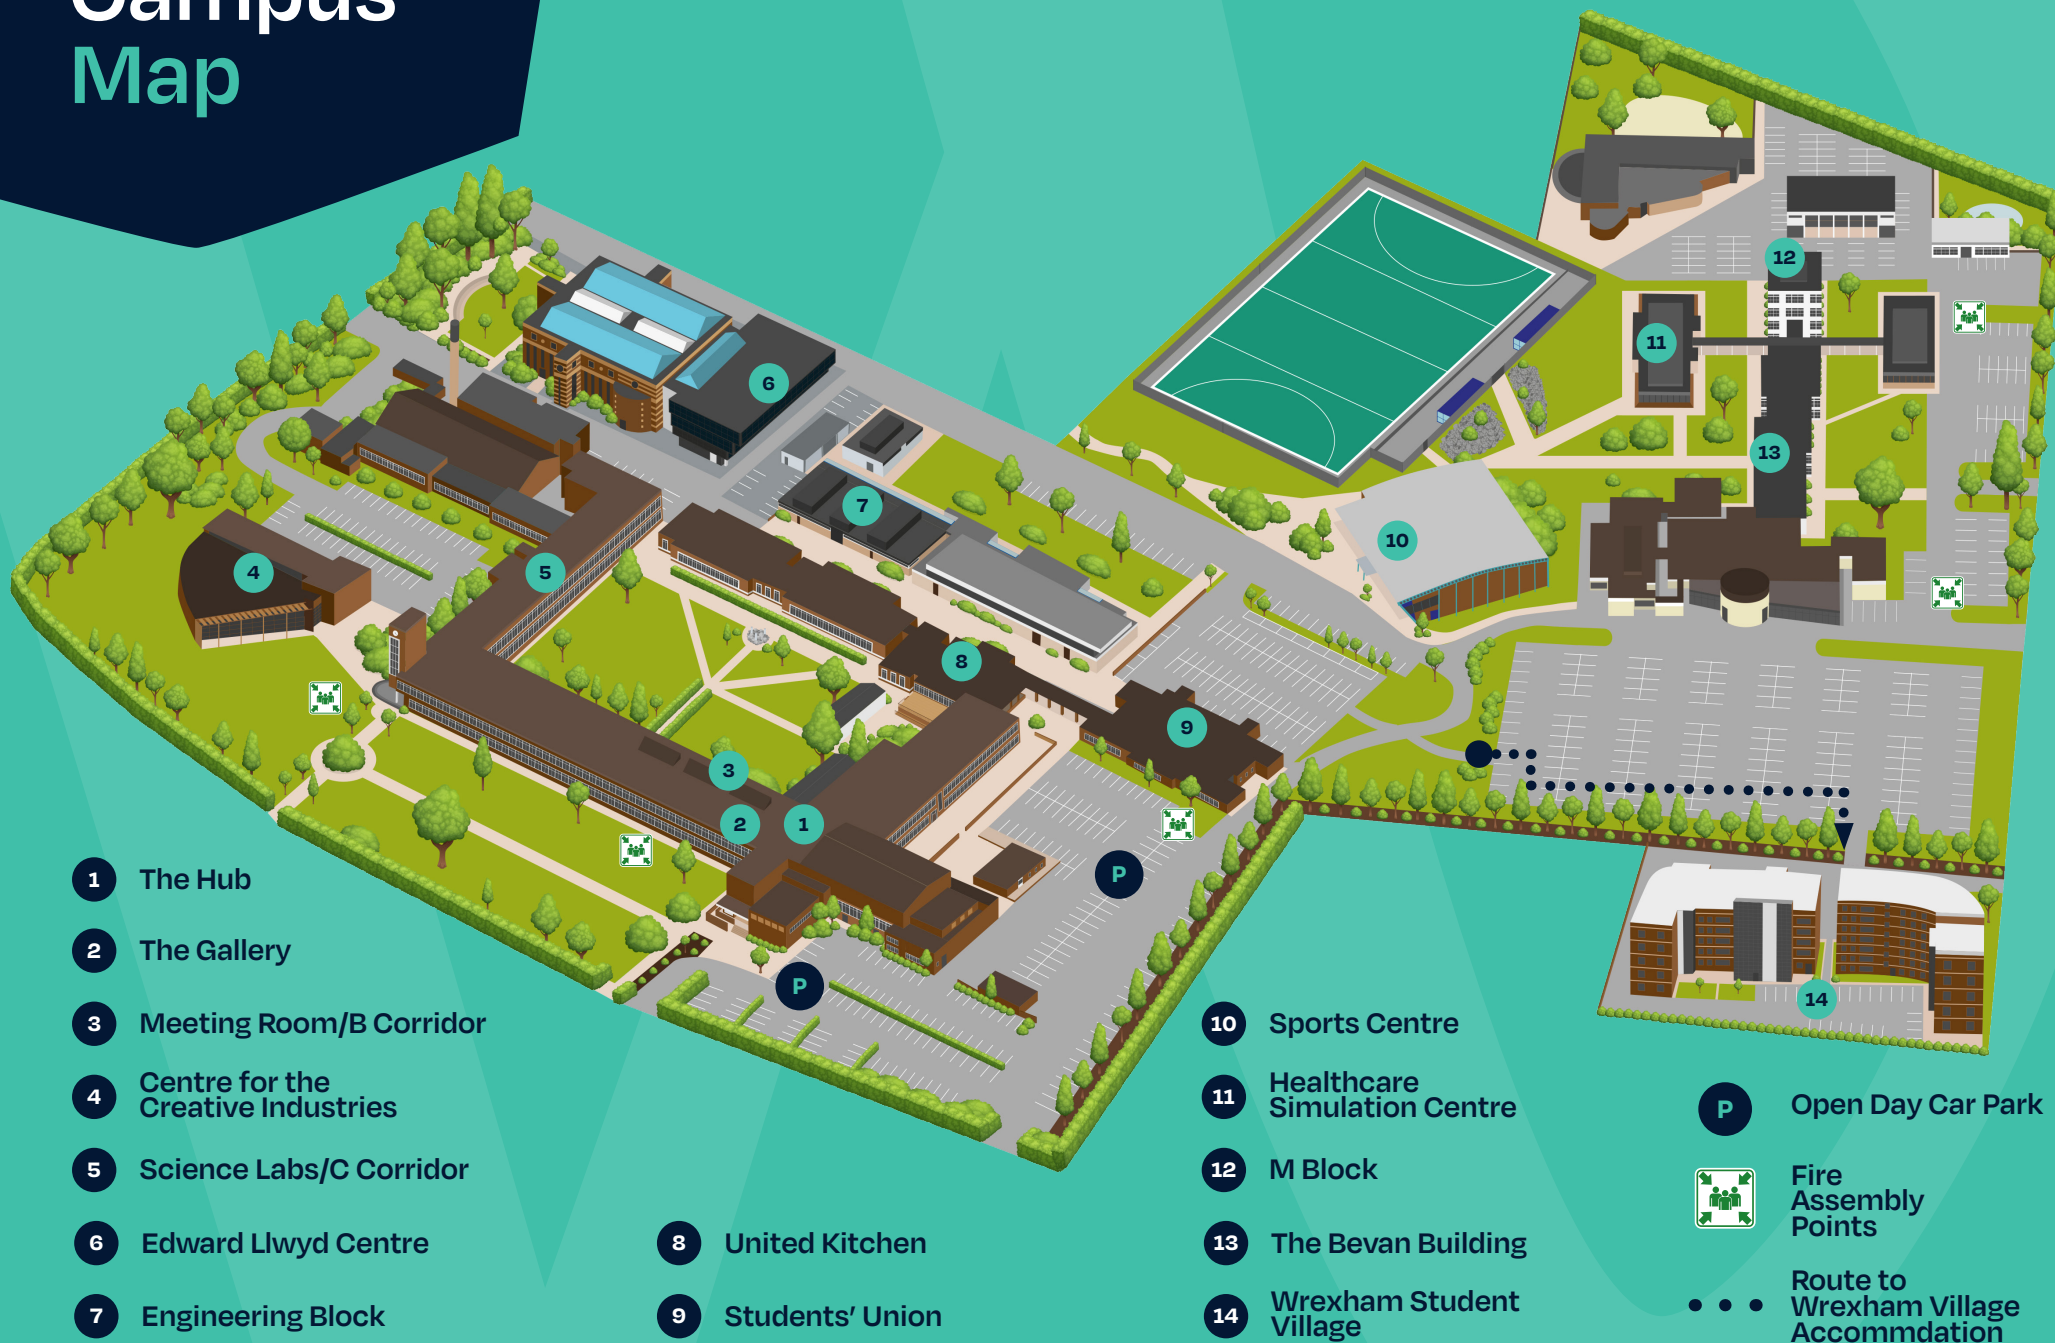 Campus
Map
6
12
11
13
7
10
5
4
8
9
3
2
1
P
P
14
1 The Hub
2 The Gallery
3 Meeting Room/B Corridor
4 Centre for the
Creative Industries
5 Science Labs/C Corridor
6 Edward Llwyd Centre
7 Engineering Block
8 United Kitchen
9 Students' Union
10 Sports Centre
11 Healthcare
Simulation Centre
12 M Block
13 The Bevan Building
14 Wrexham Student
Village
P Open Day Car Park
Fire
Assembly
Points
Route to
Wrexham Village
Accommdation